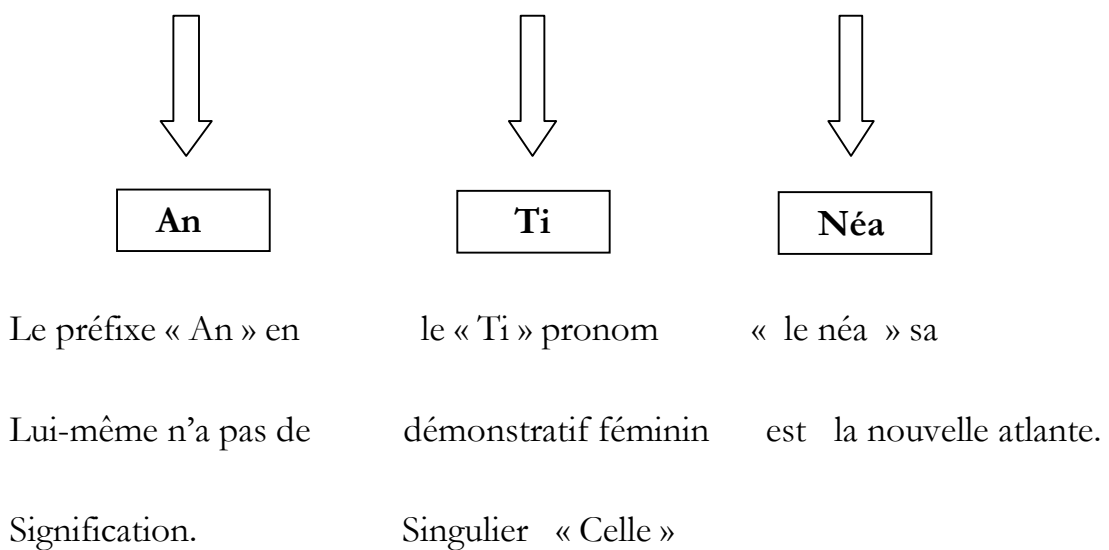 An Ti Néa
Le préfixe « An » en le « Ti » pronom « le néa » sa
Lui-même n’a pas de démonstratif féminin est la nouvelle atlante.
Signification. Singulier « Celle »